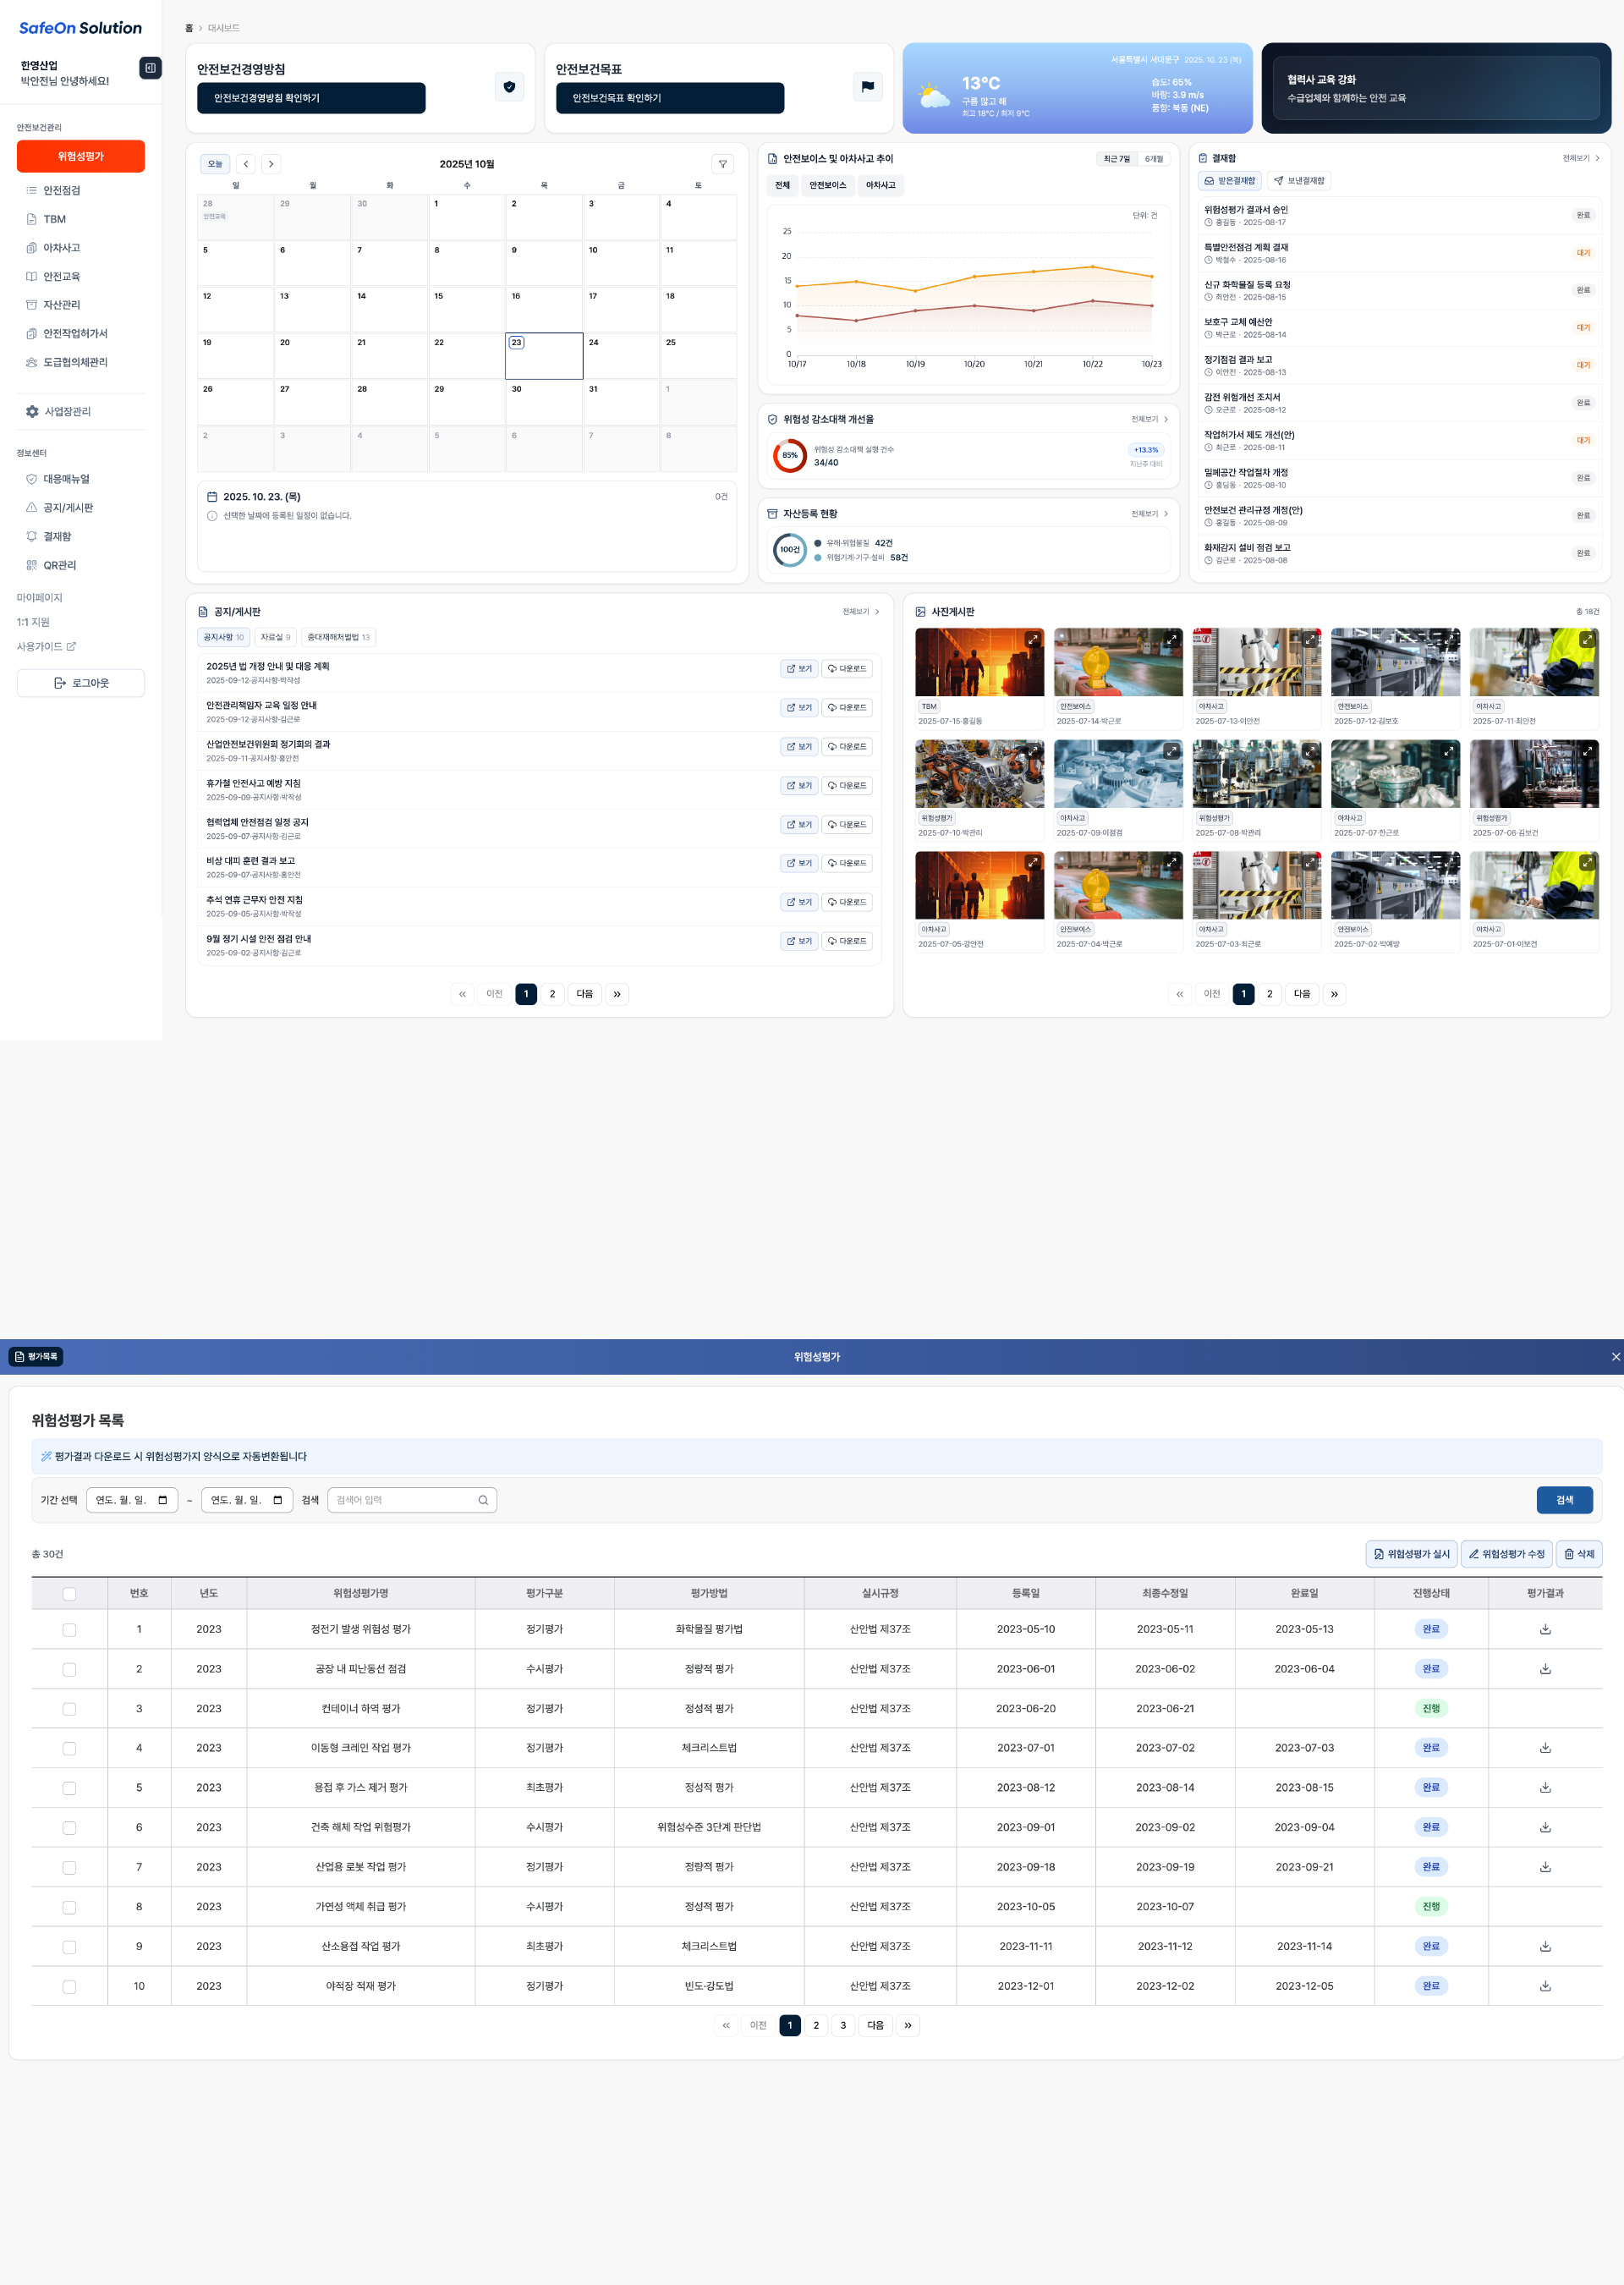 SafeOn Solution
한영산업
박안전님 안녕하세요!
안전보건관리
위험성평가
안전점검
TBM
아차사고
안전교육
자산관리
안전작업허가서
도급협의체관리
사업장관리
정보센터
대응매뉴얼
공지/게시판
결재함
QR관리
마이페이지
1:1 지원
사용가이드
로그아웃
홈 > 대시보드
안전보건경영방침
안전보건경영방침 확인하기
안전보건목표
안전보건목표 확인하기
서울특별시 서대문구 2025. 10. 23 (목)
13°C
구름 많고 해
최고 18°C / 최저 9°C
습도: 65%
바람: 3.9 m/s
풍향: 북동 (NE)
협력사 교육 강화
수급업체와 함께하는 안전 교육
오늘 2025년 10월
일 월 화 수 목 금 토
28 29 30 1 2 3 4
안전교육
5 6 7 8 9 10 11
12 13 14 15 16 17 18
19 20 21 22 23 24 25
26 27 28 29 30 31 1
2 3 4 5 6 7 8
2025. 10. 23. (목) 0건
선택한 날짜에 등록된 일정이 없습니다.
안전보이스 및 아차사고 추이 최근 7일 6개월
전체 안전보이스 아차사고
단위: 건
25
20
15
10
5
0
10/17 10/18 10/19 10/20 10/21 10/22 10/23
위험성 감소대책 개선율 전체보기
85%
위험성 감소대책 실행 건수
34/40
+13.3%
지난주 대비
자산등록 현황 전체보기
100건
유해·위험물질 42건
위험기계·기구·설비 58건
결재함 전체보기
받은결재함 보낸결재함
위험성평가 결과서 승인
홍길동 · 2025-08-17
완료
특별안전점검 계획 결재
박철수 · 2025-08-16
대기
신규 화학물질 등록 요청
최안전 · 2025-08-15
완료
보호구 교체 예산안
박근로 · 2025-08-14
대기
정기점검 결과 보고
이안전 · 2025-08-13
대기
감전 위험개선 조치서
오근로 · 2025-08-12
완료
작업허가서 제도 개선(안)
최근로 · 2025-08-11
대기
밀폐공간 작업절차 개정
홍당동 · 2025-08-10
완료
안전보건 관리규정 개정(안)
홍길동 · 2025-08-09
완료
화재감지 설비 점검 보고
김근로 · 2025-08-08
완료
공지/게시판 전체보기
공지사항 10 자료실 9 중대재해처벌법 13
2025년 법 개정 안내 및 대응 계획
2025-09-12·공지사항·박작성
보기 다운로드
안전관리책임자 교육 일정 안내
2025-09-12·공지사항·김근로
보기 다운로드
산업안전보건위원회 정기회의 결과
2025-09-11·공지사항·홍안전
보기 다운로드
휴가철 안전사고 예방 지침
2025-09-09·공지사항·박작성
보기 다운로드
협력업체 안전점검 일정 공지
2025-09-07·공지사항·김근로
보기 다운로드
비상 대피 훈련 결과 보고
2025-09-07·공지사항·홍안전
보기 다운로드
추석 연휴 근무자 안전 지침
2025-09-05·공지사항·박작성
보기 다운로드
9월 정기 시설 안전 점검 안내
2025-09-02·공지사항·김근로
보기 다운로드
« 이전 1 2 다음 »
사진게시판 총 18건
TBM 안전보이스 아차사고 안전보이스 아차사고
2025-07-15·홍길동 2025-07-14·박근로 2025-07-13·이안전 2025-07-12·김보호 2025-07-11·최안전
위험성평가 아차사고 위험성평가 아차사고 위험성평가
2025-07-10·박관리 2025-07-09·이점검 2025-07-08·박관리 2025-07-07·한근로 2025-07-06·김보건
아차사고 안전보이스 아차사고 안전보이스 아차사고
2025-07-05·강안전 2025-07-04·박근로 2025-07-03·최근로 2025-07-02·박예방 2025-07-01·이보건
« 이전 1 2 다음 »
평가목록 위험성평가
위험성평가 목록
평가결과 다운로드 시 위험성평가지 양식으로 자동변환됩니다
기간 선택 연도. 월. 일. ~ 연도. 월. 일. 검색 검색어 입력 검색
총 30건 위험성평가 실시 위험성평가 수정 삭제
번호 년도 위험성평가명 평가구분 평가방법 실시규정 등록일 최종수정일 완료일 진행상태 평가결과
1 2023 정전기 발생 위험성 평가 정기평가 화학물질 평가법 산안법 제37조 2023-05-10 2023-05-11 2023-05-13 완료
2 2023 공장 내 피난동선 점검 수시평가 정량적 평가 산안법 제37조 2023-06-01 2023-06-02 2023-06-04 완료
3 2023 컨테이너 하역 평가 정기평가 정성적 평가 산안법 제37조 2023-06-20 2023-06-21 진행
4 2023 이동형 크레인 작업 평가 정기평가 체크리스트법 산안법 제37조 2023-07-01 2023-07-02 2023-07-03 완료
5 2023 용접 후 가스 제거 평가 최초평가 정성적 평가 산안법 제37조 2023-08-12 2023-08-14 2023-08-15 완료
6 2023 건축 해체 작업 위험평가 수시평가 위험성수준 3단계 판단법 산안법 제37조 2023-09-01 2023-09-02 2023-09-04 완료
7 2023 산업용 로봇 작업 평가 정기평가 정량적 평가 산안법 제37조 2023-09-18 2023-09-19 2023-09-21 완료
8 2023 가연성 액체 취급 평가 수시평가 정성적 평가 산안법 제37조 2023-10-05 2023-10-07 진행
9 2023 산소용접 작업 평가 최초평가 체크리스트법 산안법 제37조 2023-11-11 2023-11-12 2023-11-14 완료
10 2023 야적장 적재 평가 정기평가 빈도·강도법 산안법 제37조 2023-12-01 2023-12-02 2023-12-05 완료
« 이전 1 2 3 다음 »